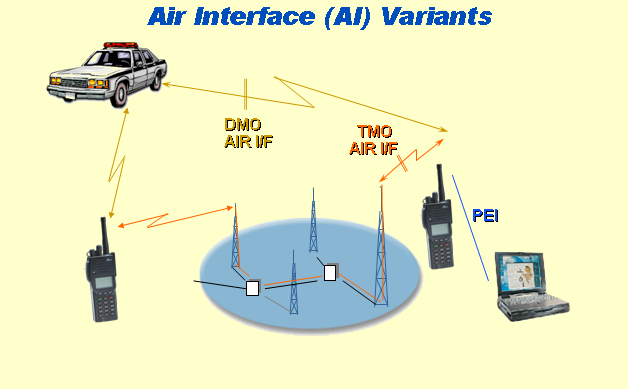 Air Interface (AI) Variants
DMO
AIR I/F
TMO
AIR I/F
PEI